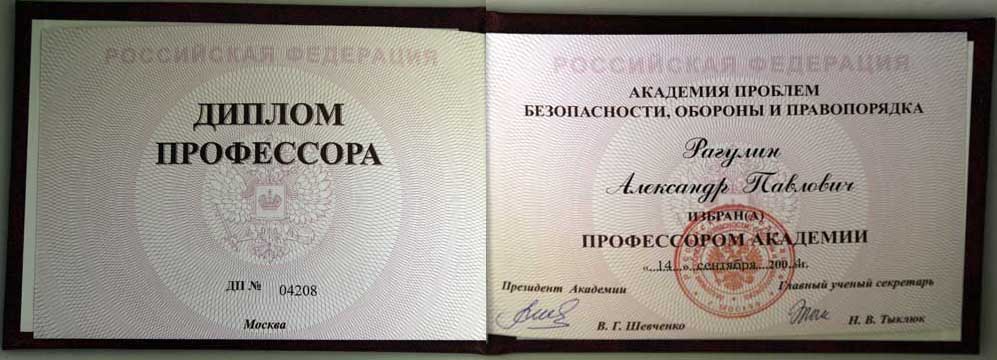 РОССИЙСКАЯ ФЕДЕРАЦИЯ
ДИПЛОМ
ПРОФЕССОРА
ДП № 04208
Москва
РОССИЙСКАЯ ФЕДЕРАЦИЯ
АКАДЕМИЯ ПРОБЛЕМ
БЕЗОПАСНОСТИ, ОБОРОНЫ И ПРАВОПОРЯДКА
Рагулин
Александр Павлович
ИЗБРАН(А)
ПРОФЕССОРОМ АКАДЕМИИ
«14» сентября 2004г.
Президент Академии
Главный ученый секретарь
В. Г. Шевченко
Н. В. Тыклюк